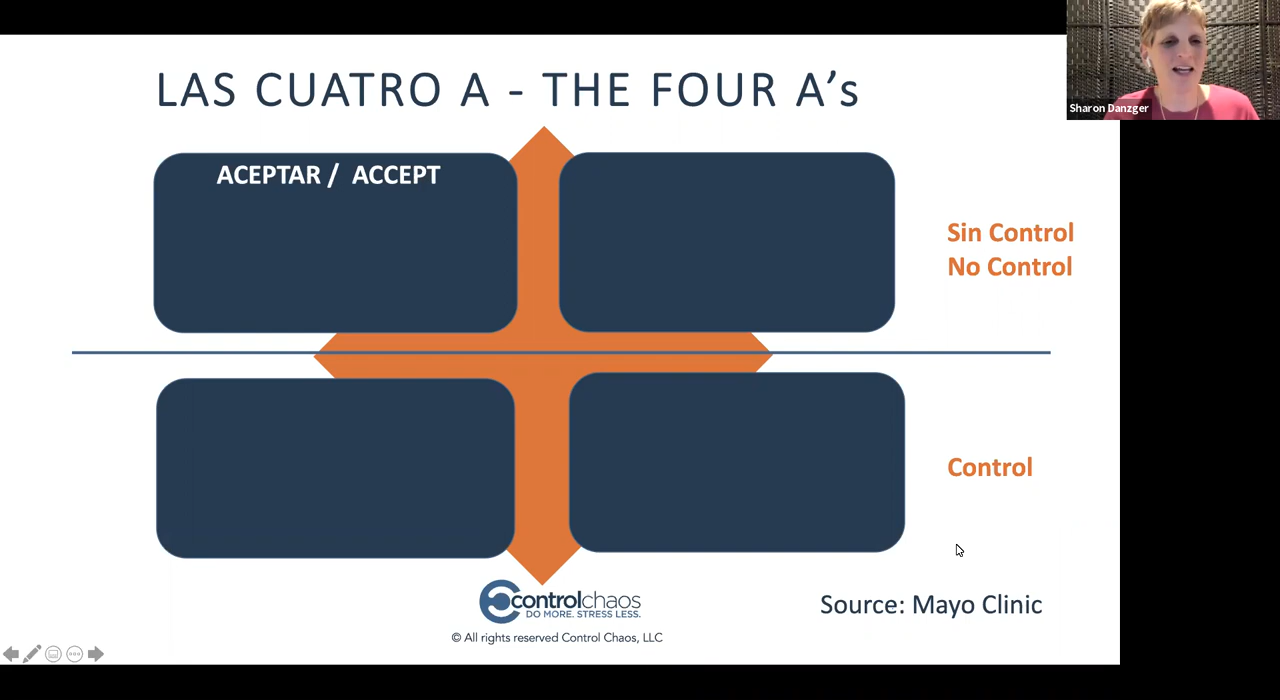 LAS CUATRO A - THE FOUR A's
Sharon Danzger
ACEPTAR / ACCEPT
Sin Control
No Control
Control
controlchaos
DO MORE. STRESS LESS.
© All rights reserved Control Chaos, LLC
Source: Mayo Clinic